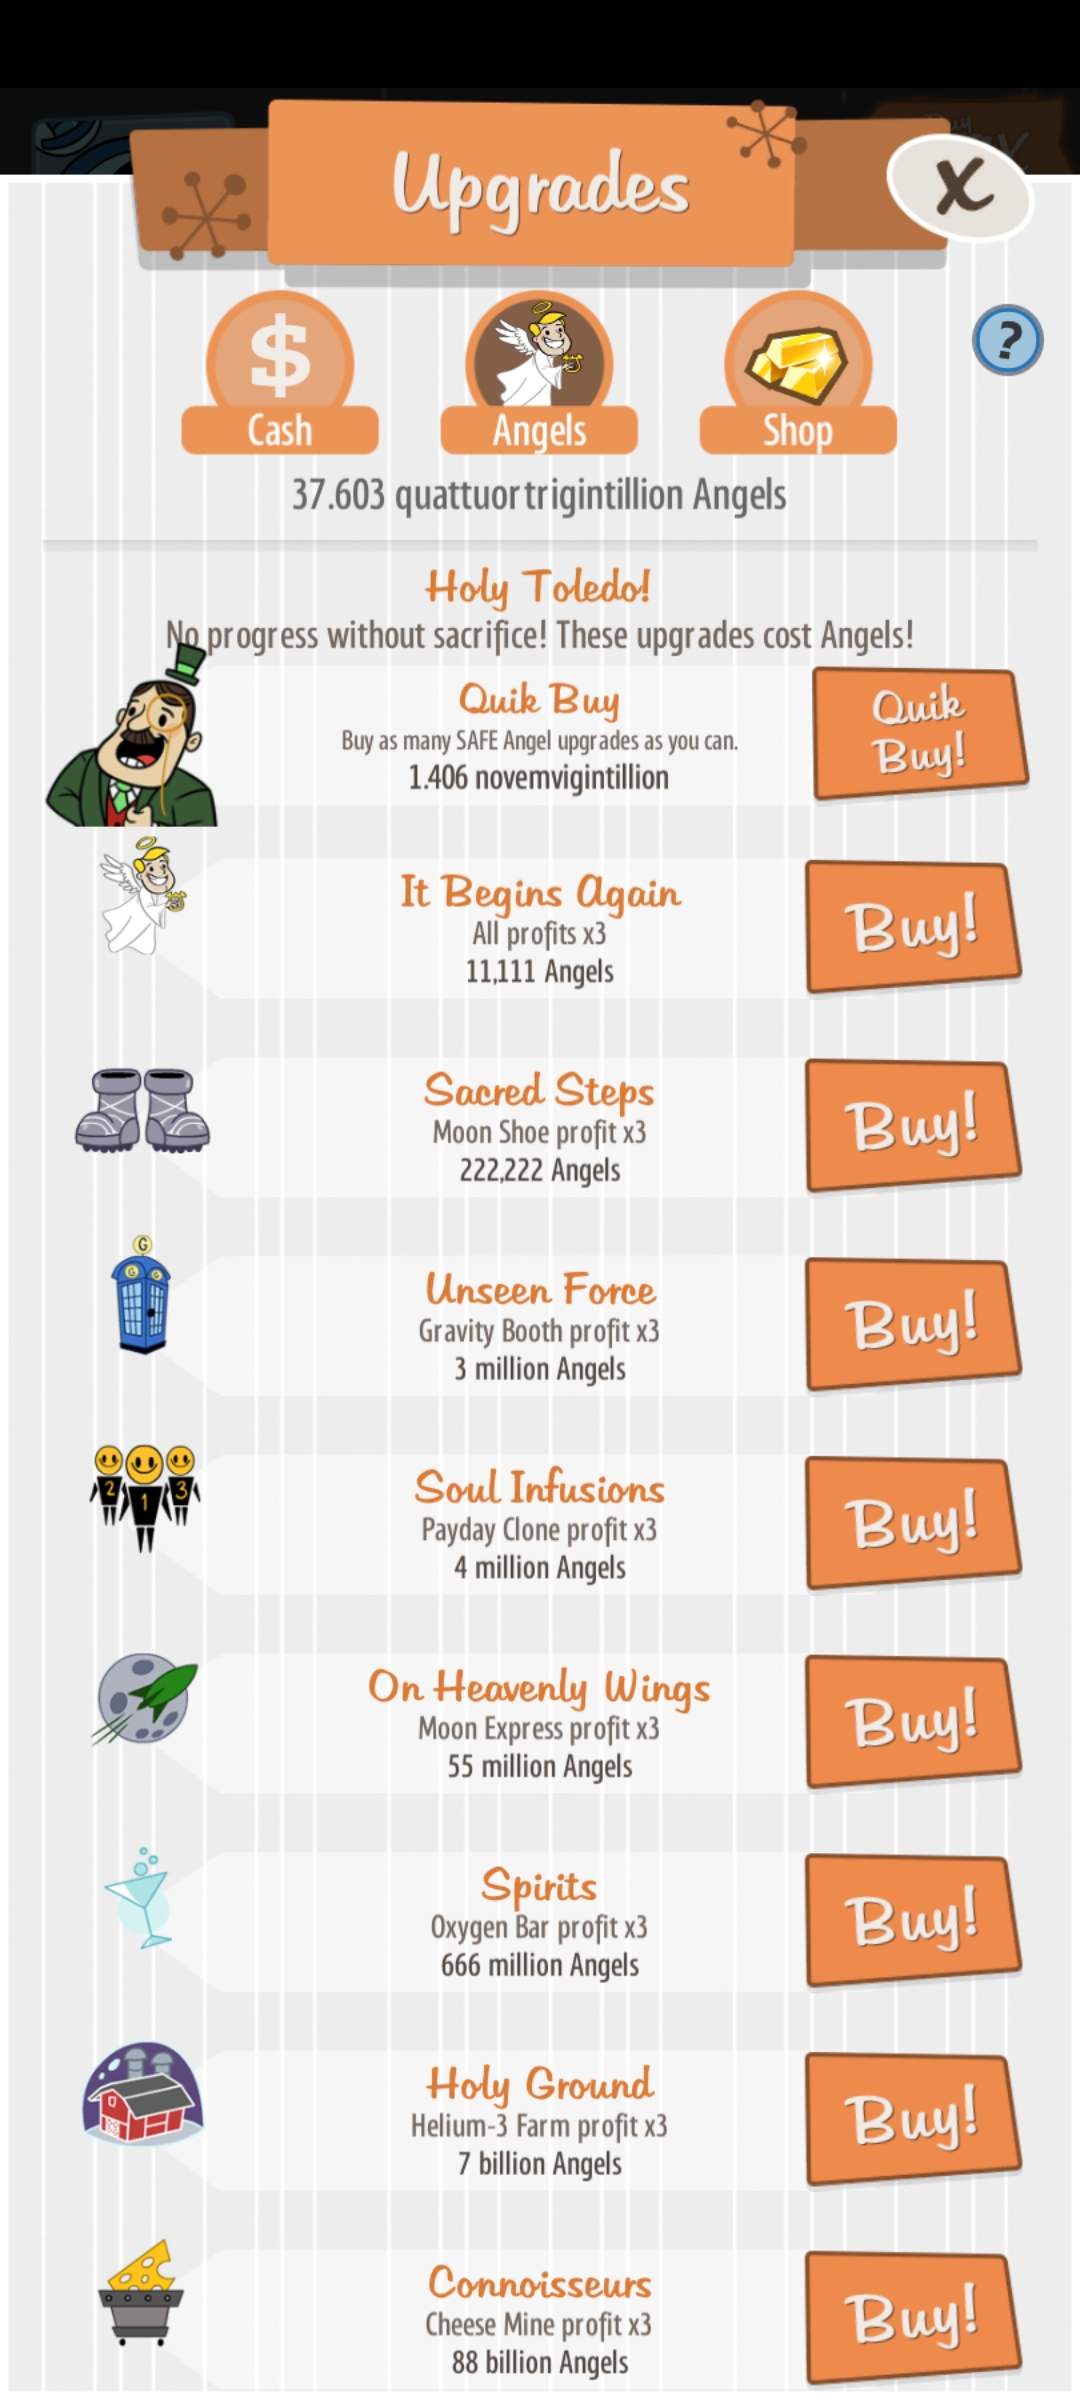 Upgrades
X
$
Cash
Angels
Shop
?
37.603 quattuortrigintillion Angels
Holy Toledo!
No progress without sacrifice! These upgrades cost Angels!
Quik Buy
Buy as many SAFE Angel upgrades as you can.
1.406 novemvigintillion
Quik
Buy!
It Begins Again
All profits x3
11,111 Angels
Buy!
Sacred Steps
Moon Shoe profit x3
222,222 Angels
Buy!
G
G G
Unseen Force
Gravity Booth profit x3
3 million Angels
Buy!
2 1 3
Soul Infusions
Payday Clone profit x3
4 million Angels
Buy!
On Heavenly Wings
Moon Express profit x3
55 million Angels
Buy!
Spirits
Oxygen Bar profit x3
666 million Angels
Buy!
Holy Ground
Helium-3 Farm profit x3
7 billion Angels
Buy!
Connoisseurs
Cheese Mine profit x3
88 billion Angels
Buy!